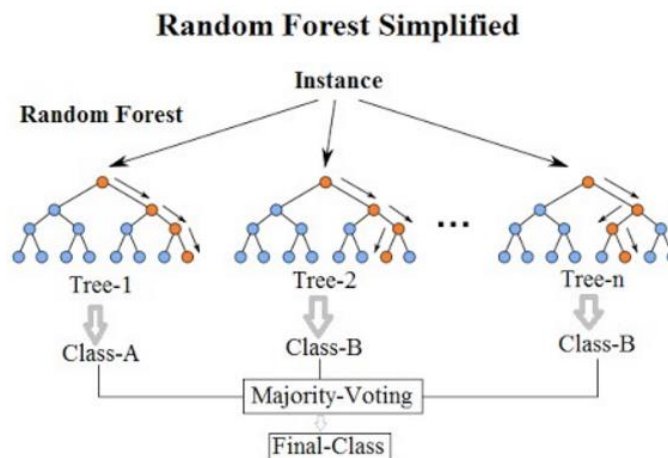 Random Forest Simplified
Instance
Random Forest
...
Tree-1
Tree-2
Tree-n
Class-A
Class-B
Class-B
Majority-Voting
Final-Class